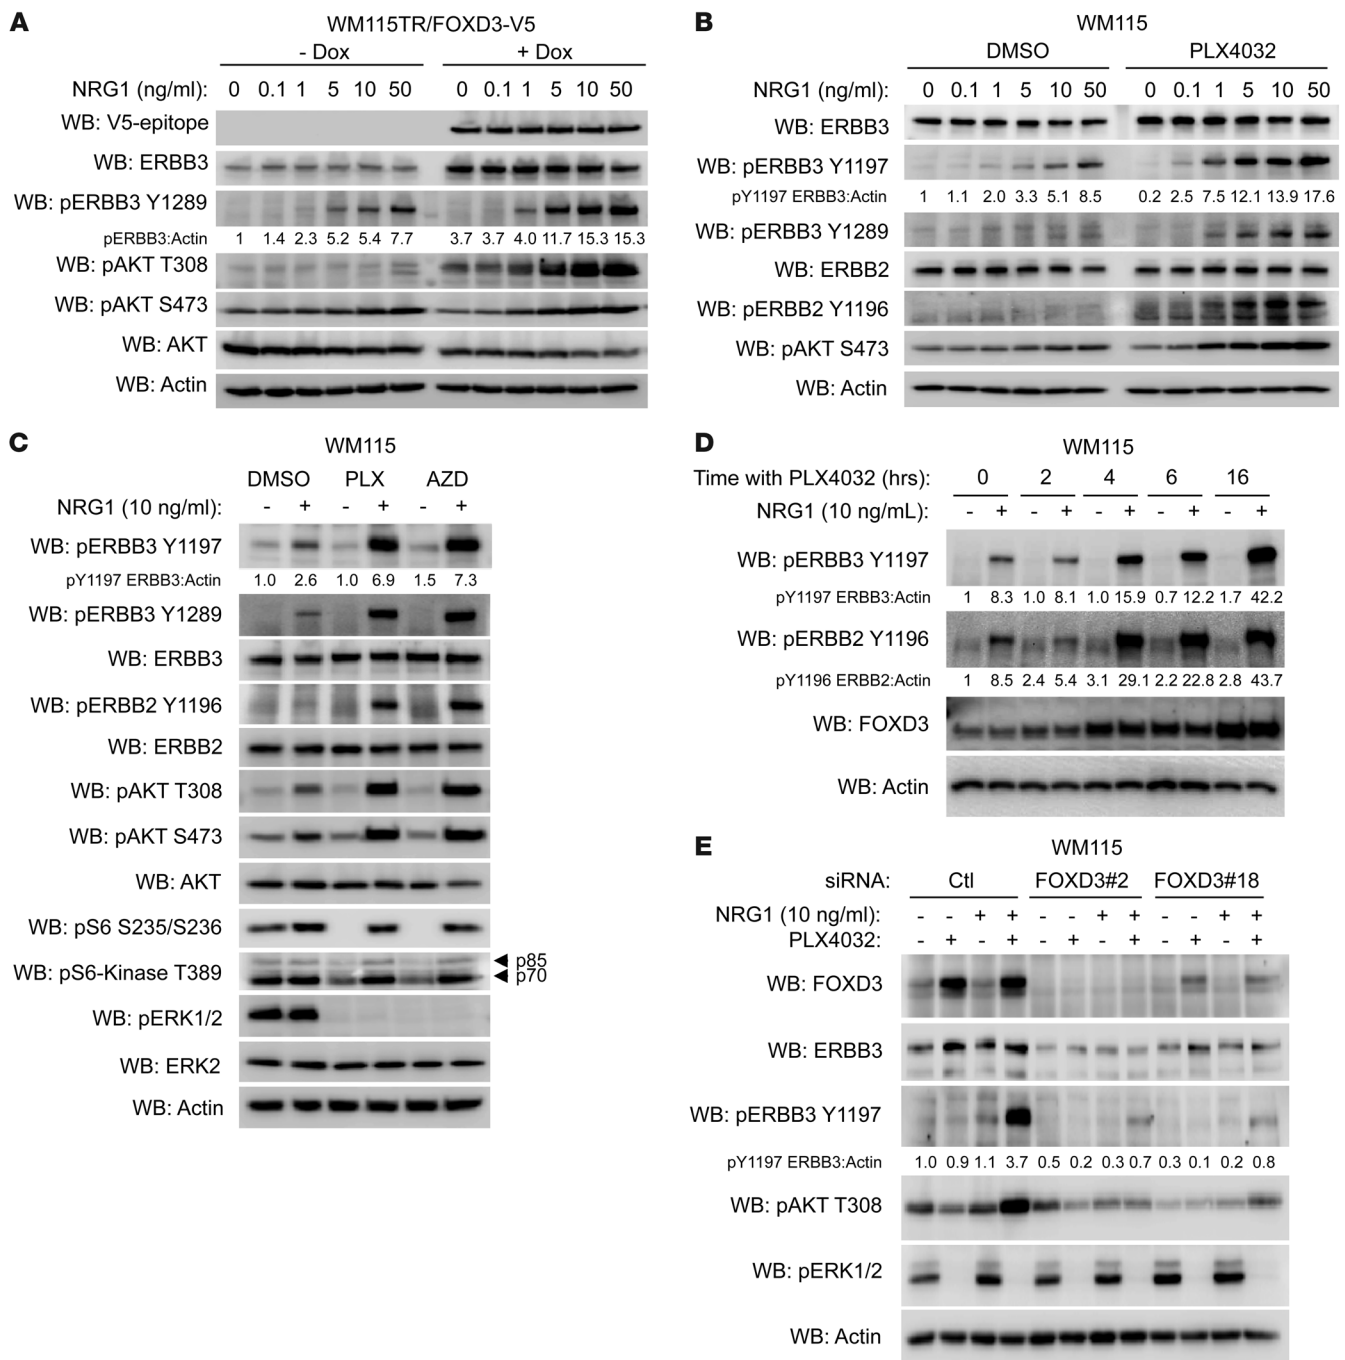 A
WM115TR/FOXD3-V5
- Dox + Dox
NRG1 (ng/ml): 0 0.1 1 5 10 50 0 0.1 1 5 10 50
WB: V5-epitope
WB: ERBB3
WB: pERBB3 Y1289
pERBB3:Actin 1 1.4 2.3 5.2 5.4 7.7 3.7 3.7 4.0 11.7 15.3 15.3
WB: pAKT T308
WB: pAKT S473
WB: AKT
WB: Actin
B
WM115
DMSO PLX4032
NRG1 (ng/ml): 0 0.1 1 5 10 50 0 0.1 1 5 10 50
WB: ERBB3
WB: pERBB3 Y1197
pY1197 ERBB3:Actin 1 1.1 2.0 3.3 5.1 8.5 0.2 2.5 7.5 12.1 13.9 17.6
WB: pERBB3 Y1289
WB: ERBB2
WB: pERBB2 Y1196
WB: pAKT S473
WB: Actin
C
WM115
DMSO PLX AZD
NRG1 (10 ng/ml): - + - + - +
WB: pERBB3 Y1197
pY1197 ERBB3:Actin 1.0 2.6 1.0 6.9 1.5 7.3
WB: pERBB3 Y1289
WB: ERBB3
WB: pERBB2 Y1196
WB: ERBB2
WB: pAKT T308
WB: pAKT S473
WB: AKT
WB: pS6 S235/S236
WB: pS6-Kinase T389 p85
p70
WB: pERK1/2
WB: ERK2
WB: Actin
D
WM115
Time with PLX4032 (hrs): 0 2 4 6 16
NRG1 (10 ng/mL): - + - + - + - + - +
WB: pERBB3 Y1197
pY1197 ERBB3:Actin 1 8.3 1.0 8.1 1.0 15.9 0.7 12.2 1.7 42.2
WB: pERBB2 Y1196
pY1196 ERBB2:Actin 1 8.5 2.4 5.4 3.1 29.1 2.2 22.8 2.8 43.7
WB: FOXD3
WB: Actin
E
WM115
siRNA: Ctl FOXD3#2 FOXD3#18
NRG1 (10 ng/ml): - - + + - - + + - - + +
PLX4032: - + - + - + - + - + - +
WB: FOXD3
WB: ERBB3
WB: pERBB3 Y1197
pY1197 ERBB3:Actin 1.0 0.9 1.1 3.7 0.5 0.2 0.3 0.7 0.3 0.1 0.2 0.8
WB: pAKT T308
WB: pERK1/2
WB: Actin